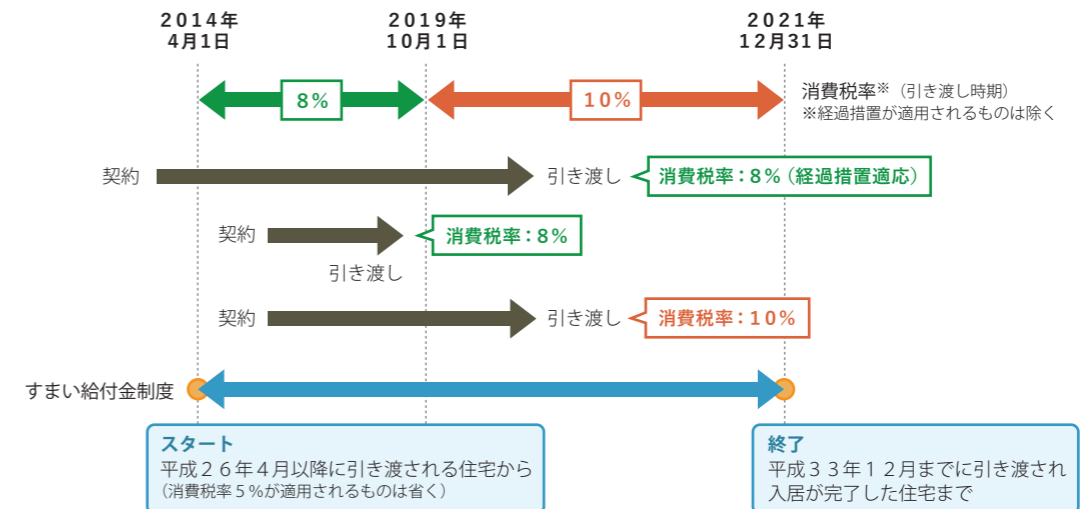 2014年
4月1日
2019年
10月1日
2021年
12月31日
8%
10%
消費税率※（引き渡し時期）
※経過措置が適用されるものは除く
契約
引き渡し
消費税率：8%（経過措置適応）
契約
引き渡し
消費税率：8%
契約
引き渡し
消費税率：10%
すまい給付金制度
スタート
平成２６年４月以降に引き渡される住宅から
（消費税率５%が適用されるものは省く）
終了
平成３３年１２月までに引き渡され
入居が完了した住宅まで